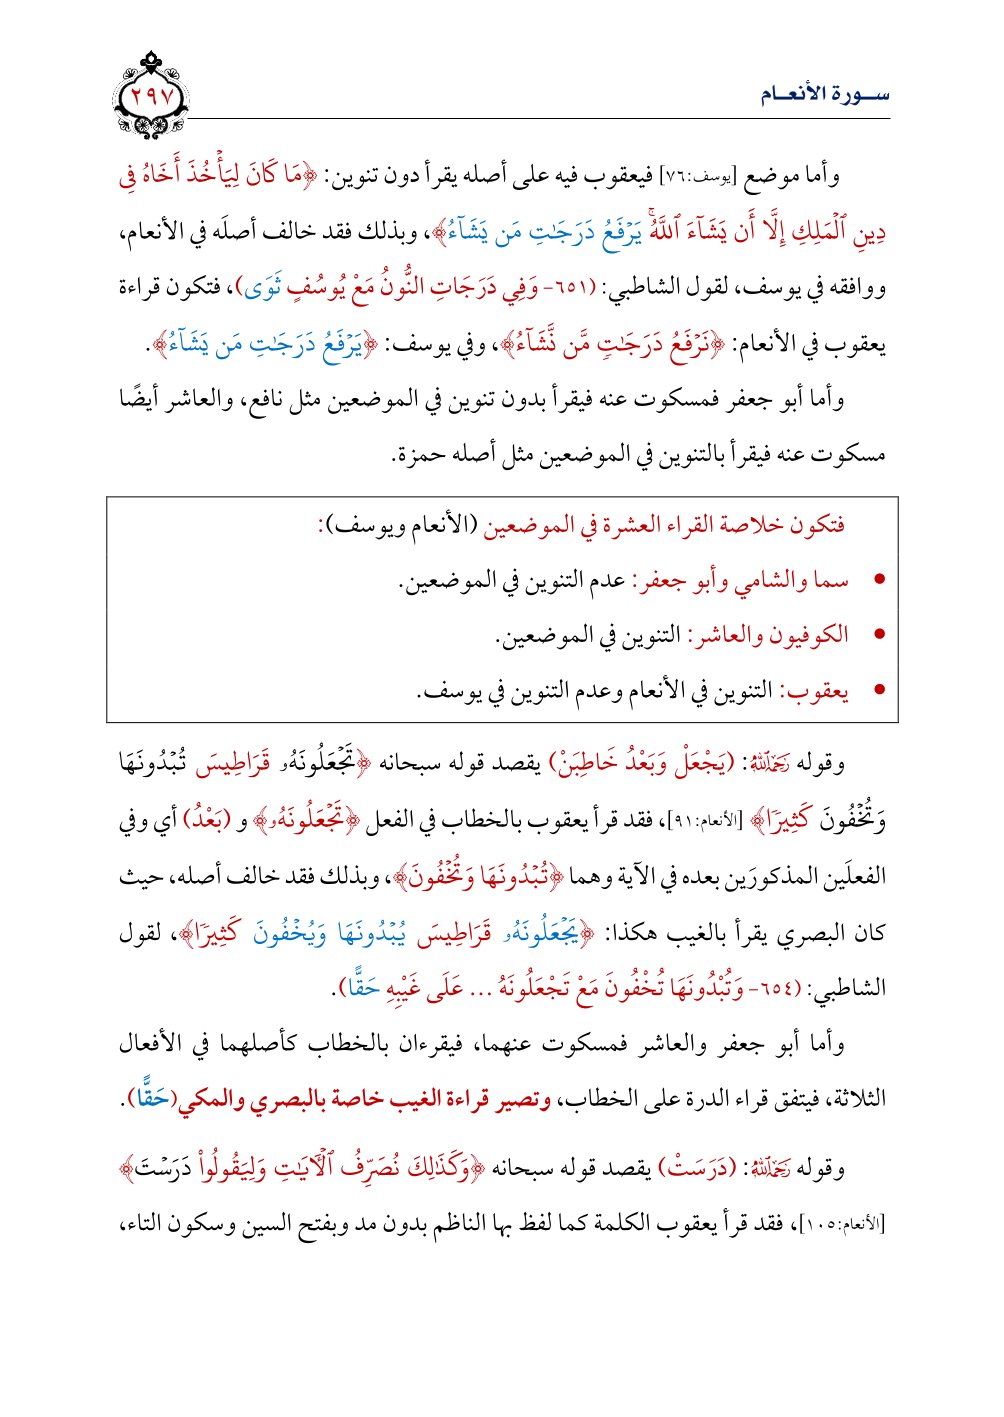 سـورة الأنعـام
٢٩٧
وأما موضع [يوسف:٧٦] فيعقوب فيه على أصله يقرأ دون تنوين: ﴿مَا كَانَ لِيَأۡخُذَ أَخَاهُ فِي
دِينِ ٱلۡمَلِكِ إِلَّآ أَن يَشَآءَ ٱللَّهُۚ يَرۡفَعُ دَرَجَٰتِ مَن يَشَآءُ﴾، وبذلك فقد خالف أصلَه في الأنعام،
ووافقه في يوسف، لقول الشاطبي: (٦٥١- وَفِي دَرَجَاتِ النُّونُ مَعْ يُوسُفٍ ثَوَى)، فتكون قراءة
يعقوب في الأنعام: ﴿نَرۡفَعُ دَرَجَٰتٖ مَّن نَّشَآءُ﴾، وفي يوسف: ﴿يَرۡفَعُ دَرَجَٰتِ مَن يَشَآءُ﴾.
وأما أبو جعفر فمسكوت عنه فيقرأ بدون تنوين في الموضعين مثل نافع، والعاشر أيضًا
مسكوت عنه فيقرأ بالتنوين في الموضعين مثل أصله حمزة.
فتكون خلاصة القراء العشرة في الموضعين (الأنعام ويوسف):
• سما والشامي وأبو جعفر: عدم التنوين في الموضعين.
• الكوفيون والعاشر: التنوين في الموضعين.
• يعقوب: التنوين في الأنعام وعدم التنوين في يوسف.
وقوله رَحِمَهُ ٱللَّهُ: (يَجْعَلْ وَبَعْدُ خَاطِبَنْ) يقصد قوله سبحانه ﴿تَجۡعَلُونَهُۥ قَرَاطِيسَ تُبۡدُونَهَا
وَتُخۡفُونَ كَثِيرٗا﴾ [الأنعام:٩١]، فقد قرأ يعقوب بالخطاب في الفعل ﴿تَجۡعَلُونَهُۥ﴾ و (بَعْدُ) أي وفي
الفعلَين المذكورَين بعده في الآية وهما ﴿تُبۡدُونَهَا وَتُخۡفُونَ﴾، وبذلك فقد خالف أصله، حيث
كان البصري يقرأ بالغيب هكذا: ﴿يَجۡعَلُونَهُۥ قَرَاطِيسَ يُبۡدُونَهَا وَيُخۡفُونَ كَثِيرٗا﴾، لقول
الشاطبي: (٦٥٤- وَتُبْدُونَهَا تُخْفُونَ مَعْ تَجْعَلُونَهُ ... عَلَى غَيْبِهِ حَقًّا).
وأما أبو جعفر والعاشر فمسكوت عنهما، فيقرءان بالخطاب كأصلهما في الأفعال
الثلاثة، فيتفق قراء الدرة على الخطاب، وتصير قراءة الغيب خاصة بالبصري والمكي(حَقًّا).
وقوله رَحِمَهُ ٱللَّهُ: (دَرَسَتْ) يقصد قوله سبحانه ﴿وَكَذَٰلِكَ نُصَرِّفُ ٱلۡأٓيَٰتِ وَلِيَقُولُواْ دَرَسۡتَ﴾
[الأنعام:١٠٥]، فقد قرأ يعقوب الكلمة كما لفظ بها الناظم بدون مد وبفتح السين وسكون التاء،